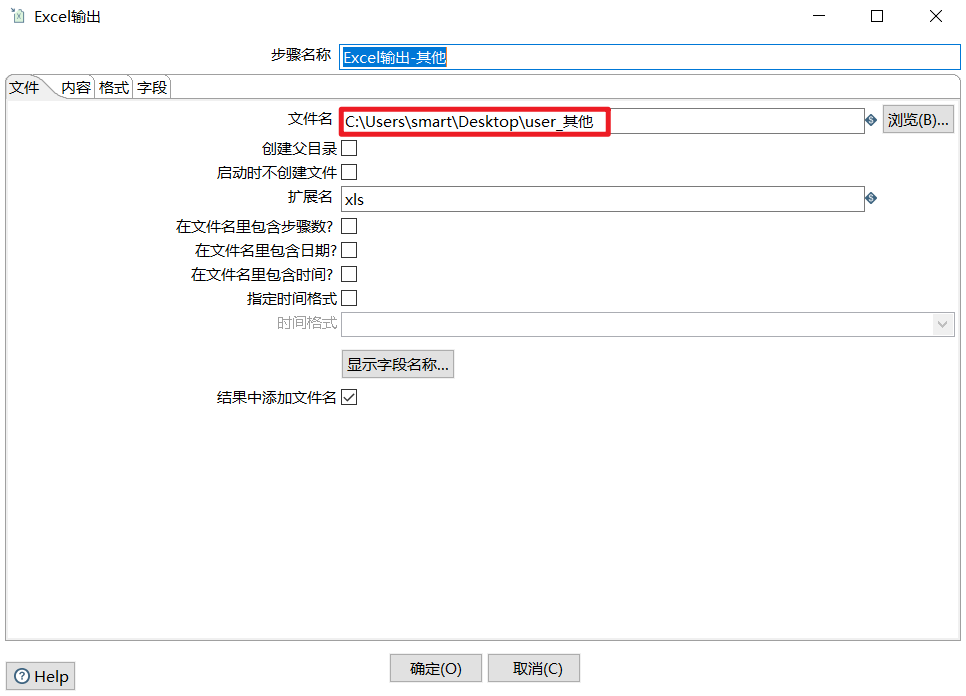 Excel输出
步骤名称 Excel输出-其他
文件 内容 格式 字段
文件名 C:\Users\smart\Desktop\user_其他 浏览(B)...
创建父目录
启动时不创建文件
扩展名 xls
在文件名里包含步骤数?
在文件名里包含日期?
在文件名里包含时间?
指定时间格式
时间格式
显示字段名称...
结果中添加文件名
确定(O) 取消(C)
Help